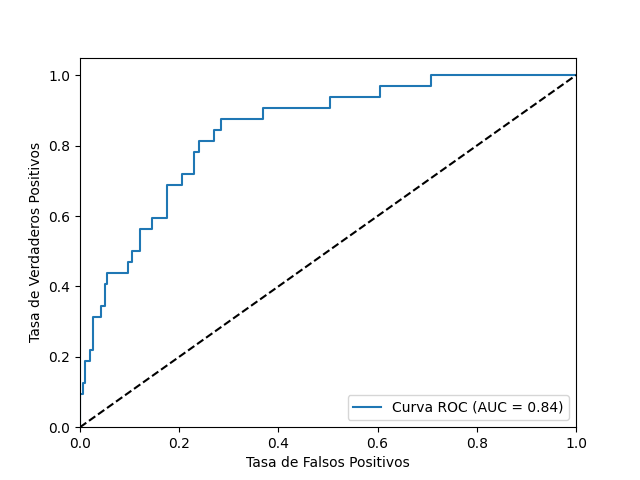 1.0
0.8
0.6
0.4
0.2
0.0
Tasa de Verdaderos Positivos
Curva ROC (AUC = 0.84)
0.0 0.2 0.4 0.6 0.8 1.0
Tasa de Falsos Positivos